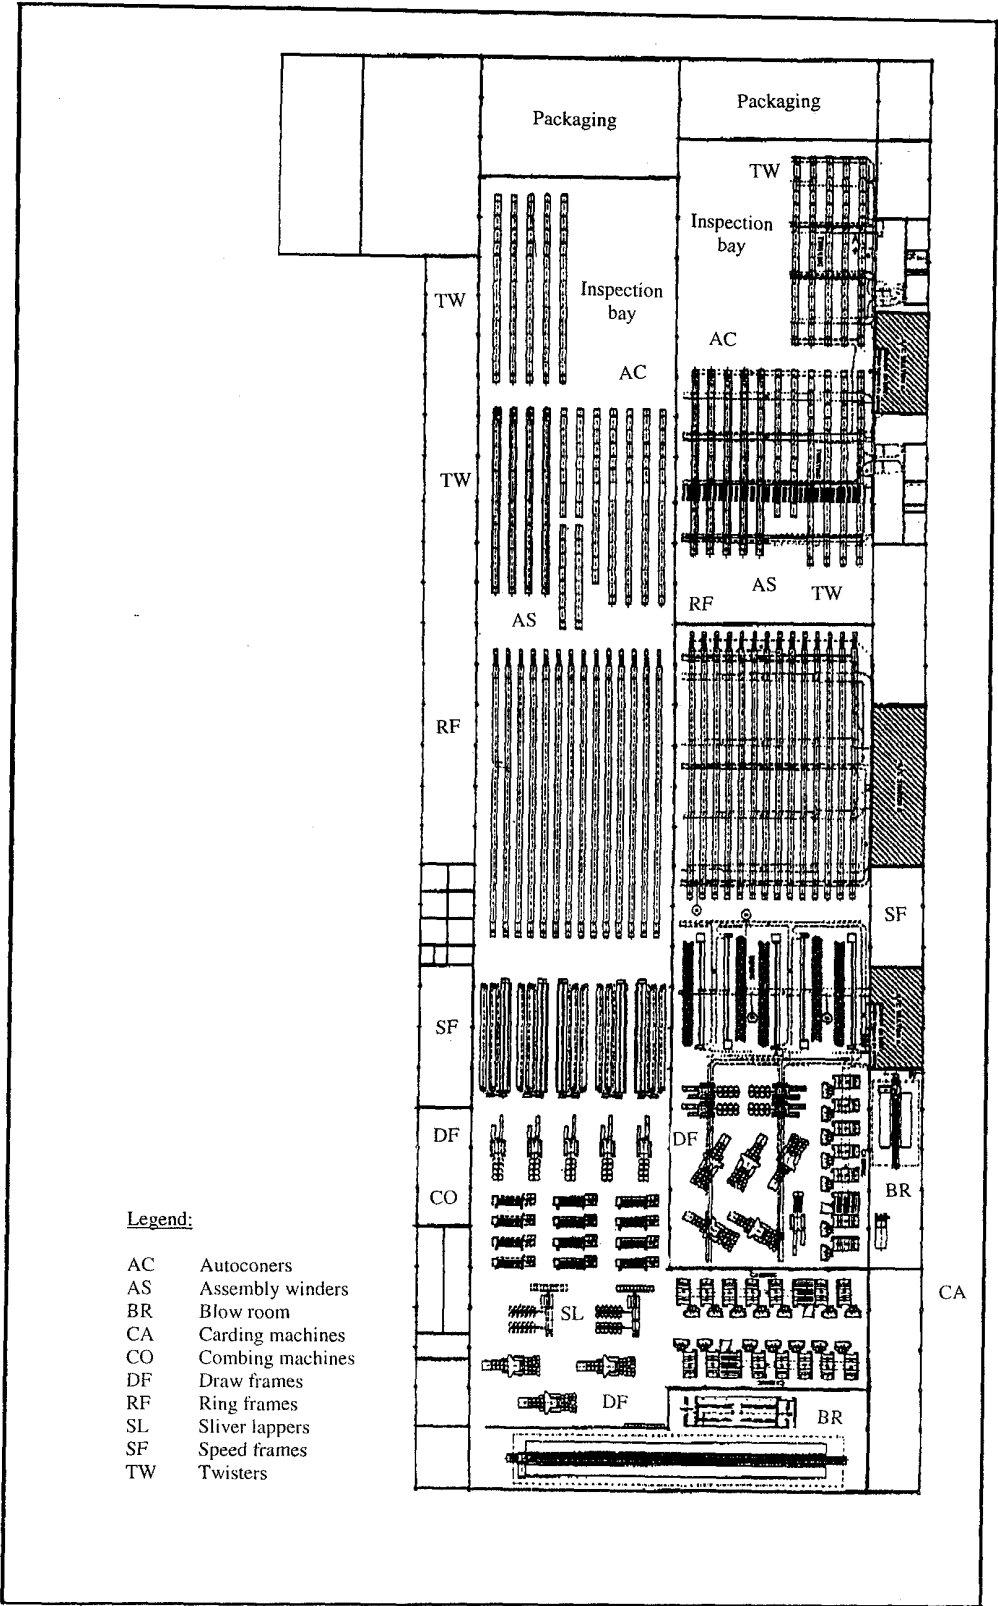 Packaging
Packaging
TW
Inspection
bay
TW
Inspection
bay
AC
AC
TW
AS
TW
RF
AS
RF
SF
SF
DF
DF
BR
CO
CA
SL
DF
BR
Legend:
AC Autoconers
AS Assembly winders
BR Blow room
CA Carding machines
CO Combing machines
DF Draw frames
RF Ring frames
SL Sliver lappers
SF Speed frames
TW Twisters